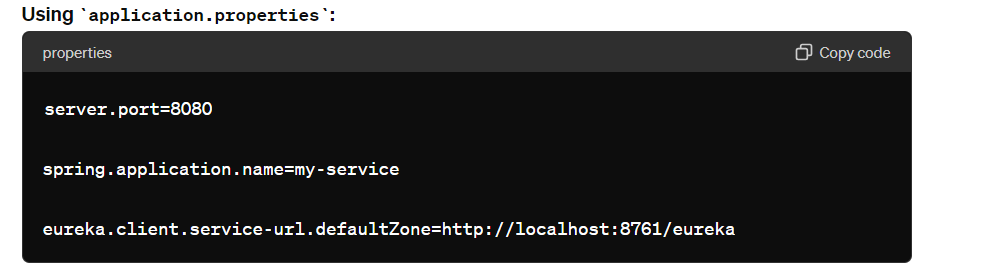 Using `application.properties`:
properties
Copy code
server.port=8080
spring.application.name=my-service
eureka.client.service-url.defaultZone=http://localhost:8761/eureka